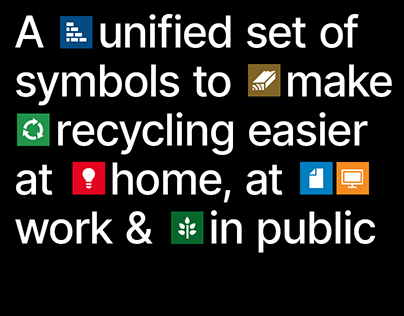 A unified set of
symbols to make
recycling easier
at home, at
work & in public